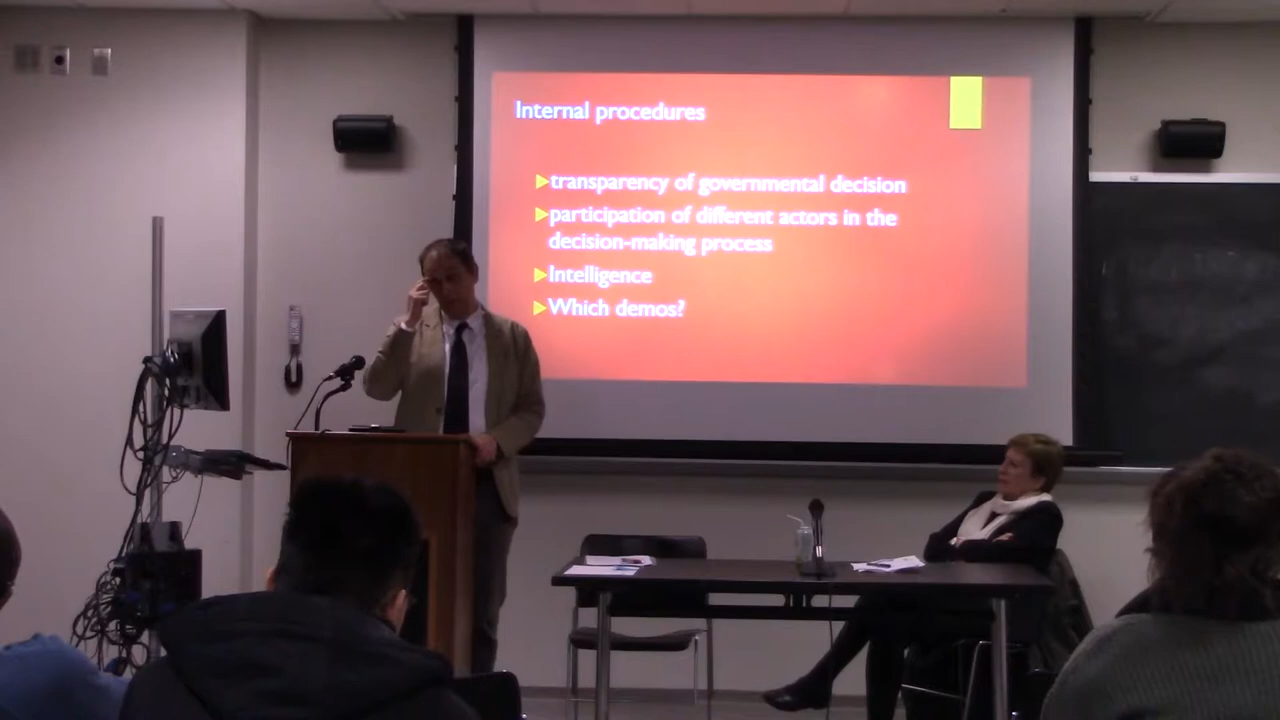 Internal procedures
transparency of governmental decision
participation of different actors in the
decision-making process
Intelligence
Which demos?